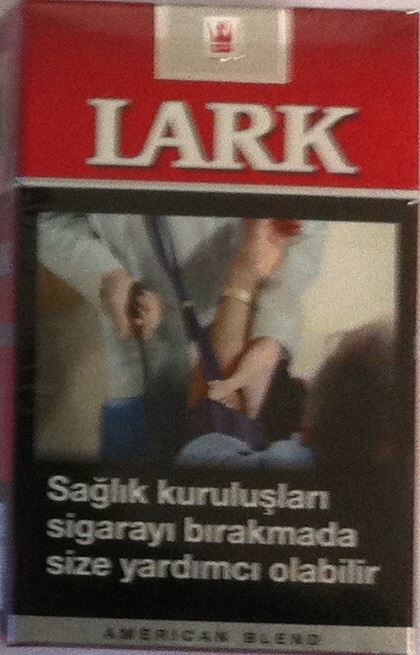 LARK
Sağlık kuruluşları
sigarayı bırakmada
size yardımcı olabilir
AMERICAN BLEND